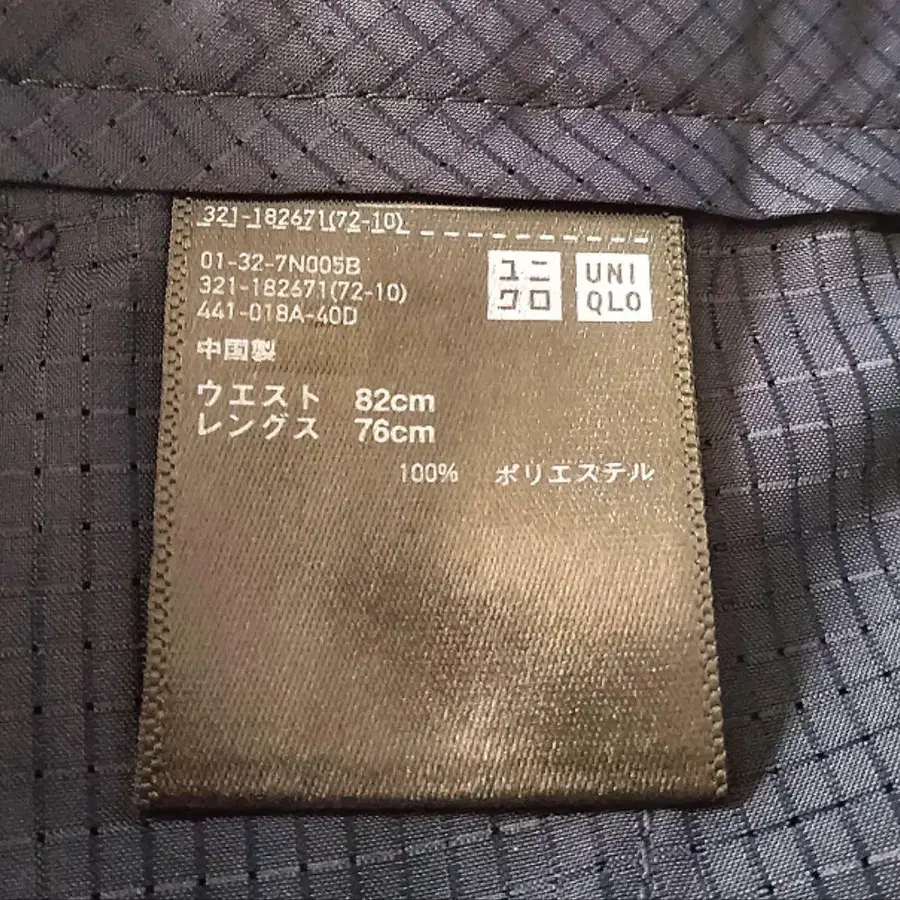 321-182671(72-10)
01-32-7N005B
321-182671(72-10)
441-018A-40D
ユニ
クロ
UNI
QLO
中国製
ウエスト 82cm
レングス 76cm
100% ポリエステル